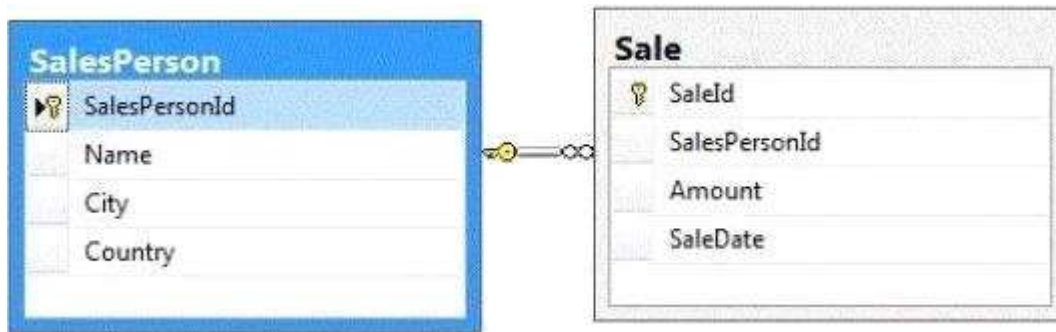 SalesPerson
SalesPersonId
Name
City
Country
Sale
SaleId
SalesPersonId
Amount
SaleDate